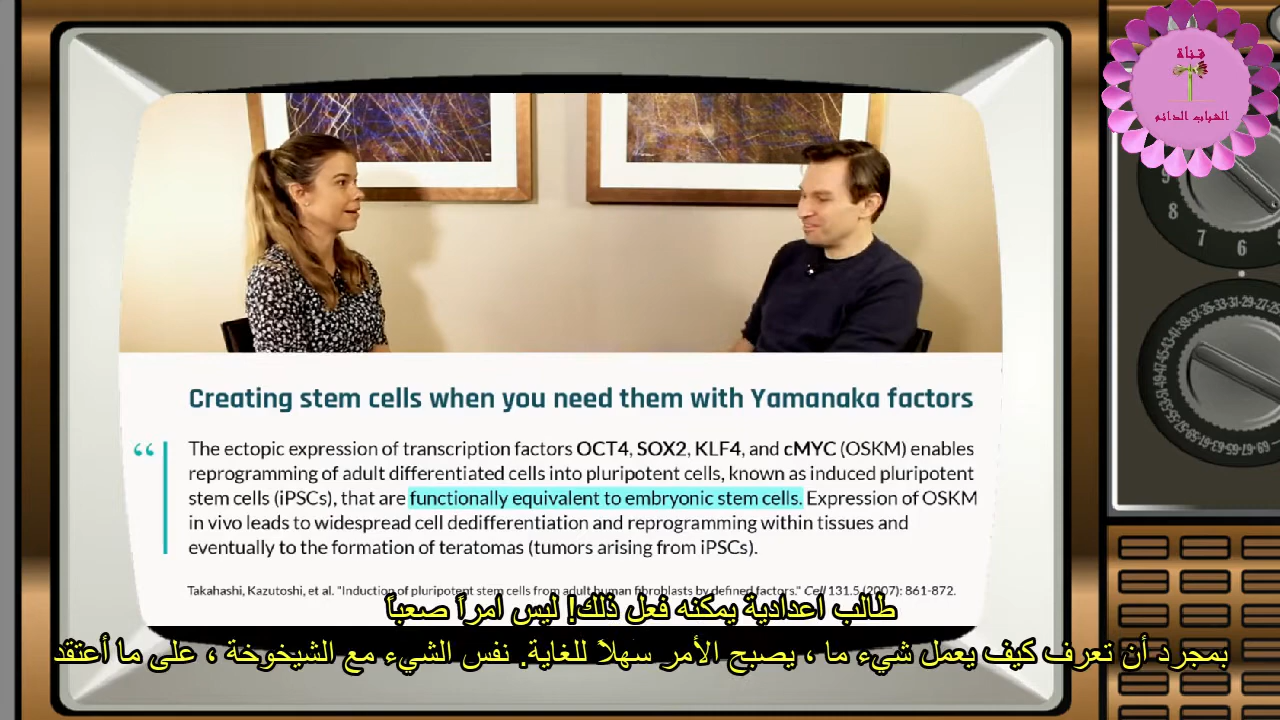 قناة
الشباب الدائم
Creating stem cells when you need them with Yamanaka factors
“ The ectopic expression of transcription factors OCT4, SOX2, KLF4, and cMYC (OSKM) enables
reprogramming of adult differentiated cells into pluripotent cells, known as induced pluripotent
stem cells (iPSCs), that are functionally equivalent to embryonic stem cells. Expression of OSKM
in vivo leads to widespread cell dedifferentiation and reprogramming within tissues and
eventually to the formation of teratomas (tumors arising from iPSCs).
Takahashi, Kazutoshi, et al. "Induction of pluripotent stem cells from adult human fibroblasts by defined factors." Cell 131.5 (2007): 861-872.
طالب اعدادية يمكنه فعل ذلك! ليس امراً صعباً
بمجرد أن تعرف كيف يعمل شيء ما ، يصبح الأمر سهلاً للغاية. نفس الشيء مع الشيخوخة ، على ما أعتقد
8
7
6